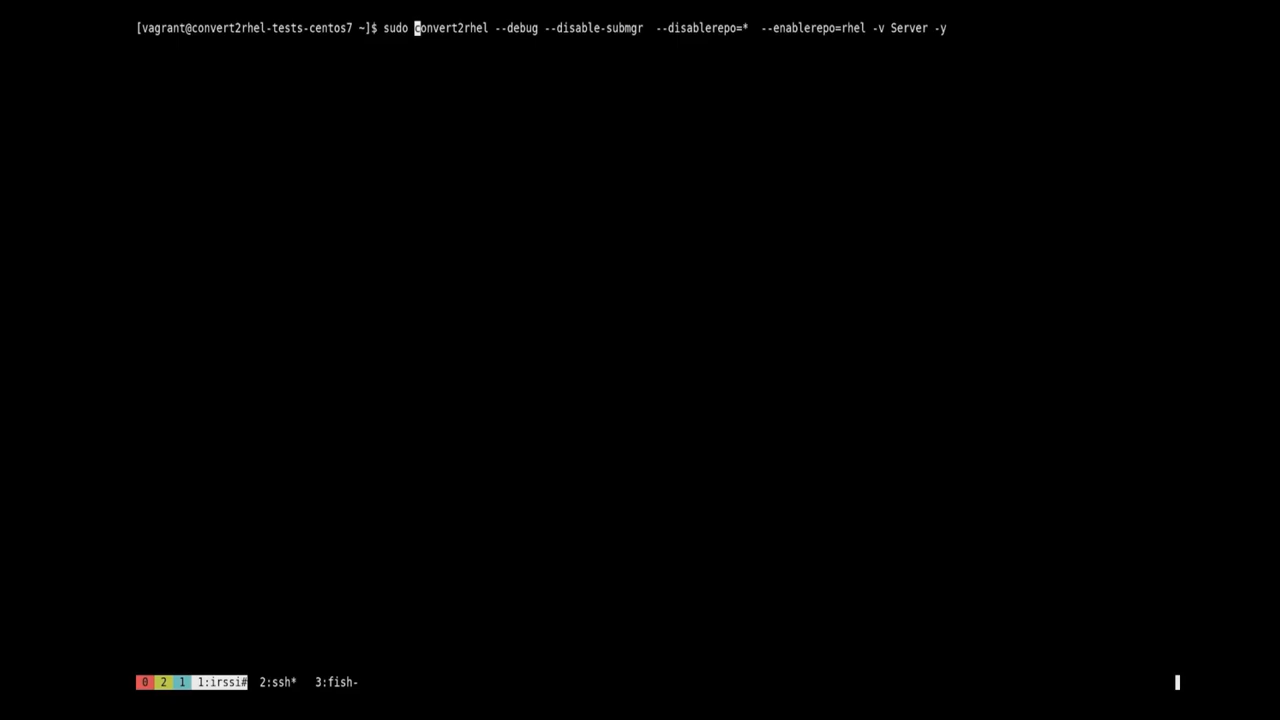 [vagrant@convert2rhel-tests-centos7 ~]$ sudo convert2rhel --debug --disable-submgr  --disablerepo=*  --enablerepo=rhel -v Server -y
0 2 1 1:irssi# 2:ssh* 3:fish-